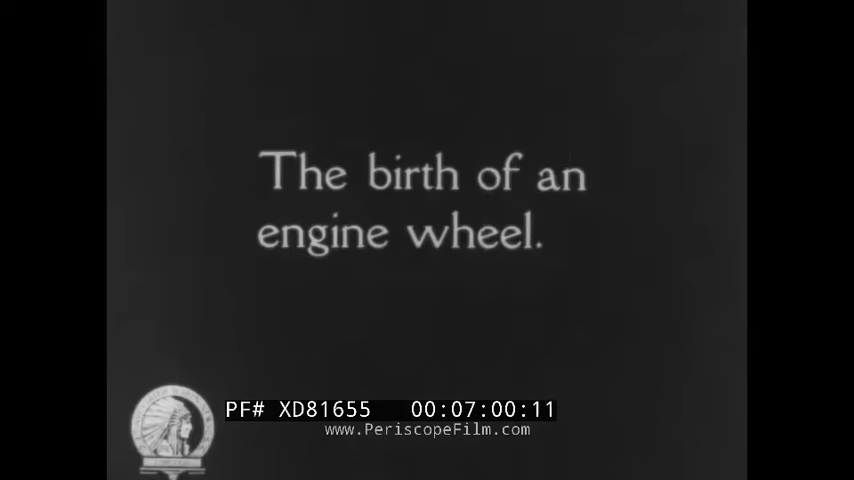 The birth of an
engine wheel.
PF# XD81655 00:07:00:11
www.PeriscopeFilm.com